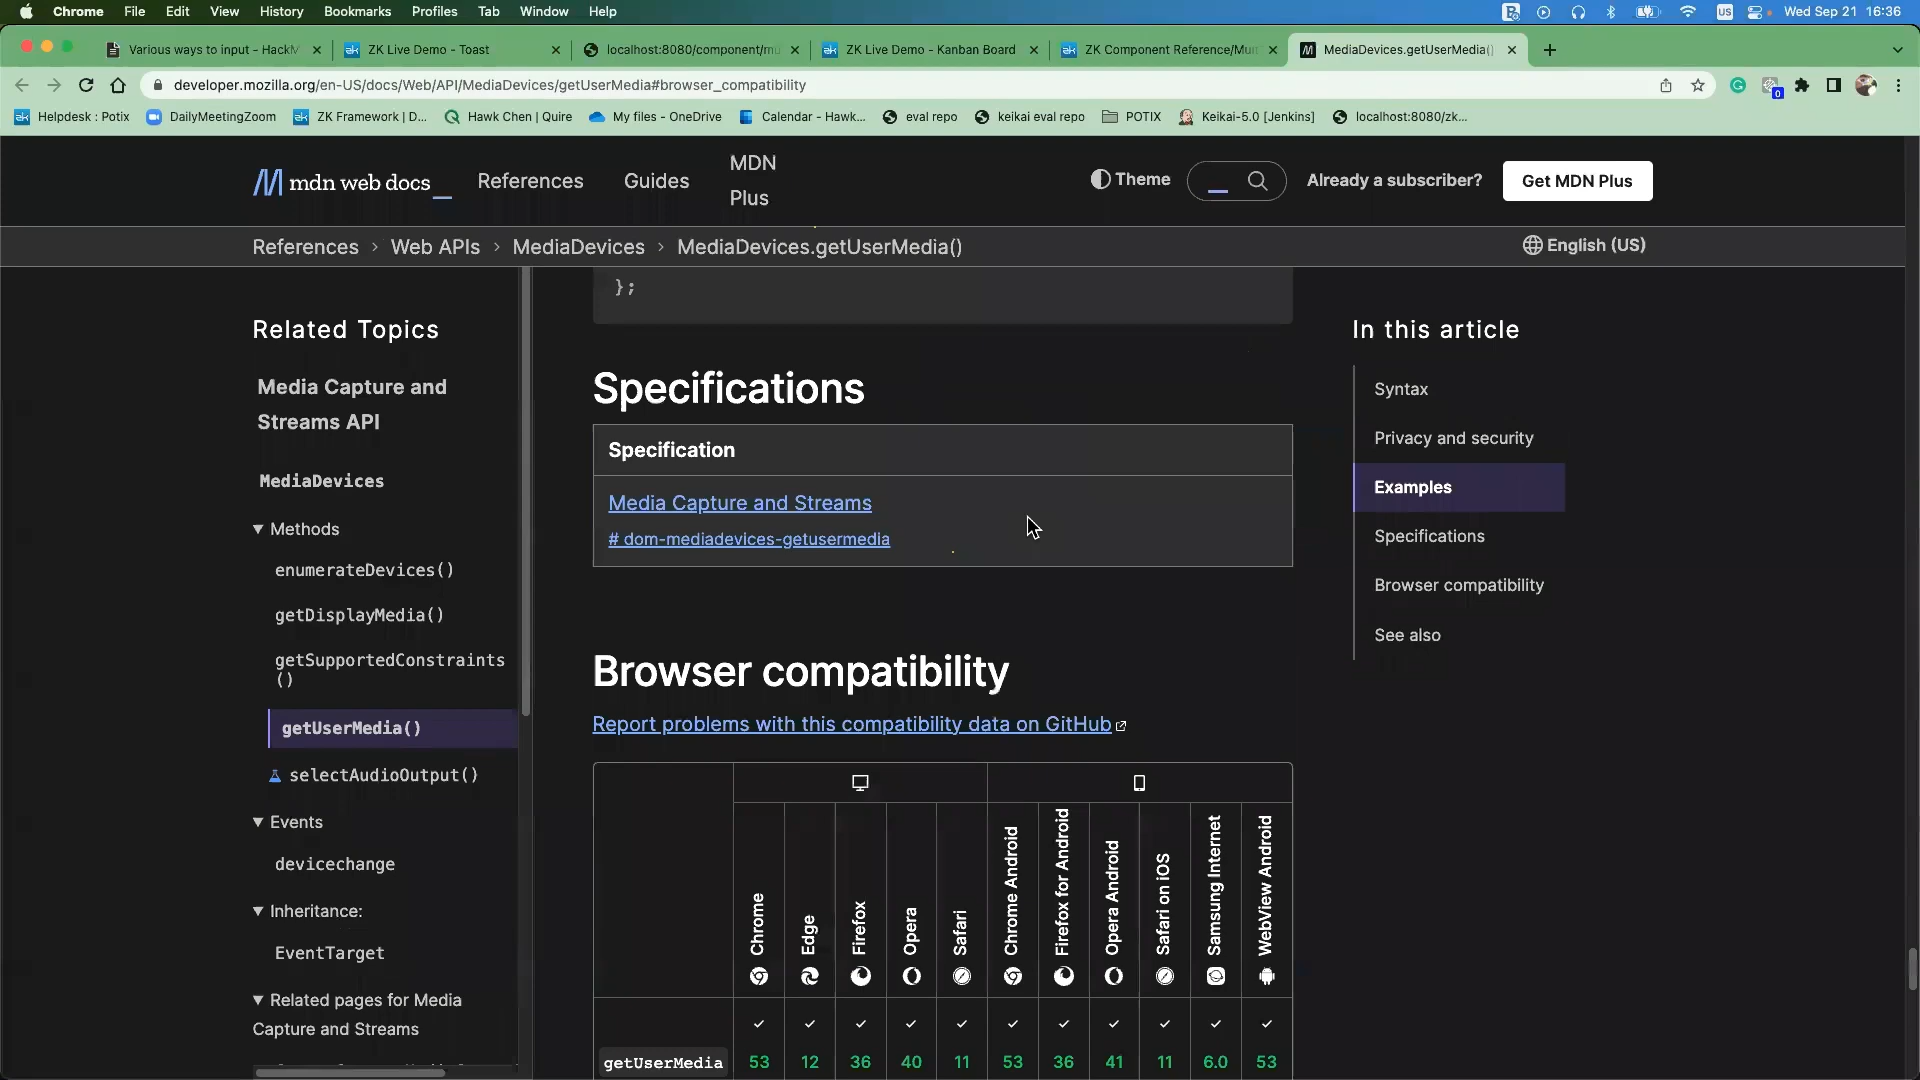 Chrome File Edit View History Bookmarks Profiles Tab Window Help US Wed Sep 21 16:36
Various ways to input - HackM ZK Live Demo - Toast localhost:8080/component/mu ZK Live Demo - Kanban Board ZK Component Reference/Mul MediaDevices.getUserMedia()
developer.mozilla.org/en-US/docs/Web/API/MediaDevices/getUserMedia#browser_compatibility 0
Helpdesk : Potix DailyMeetingZoom ZK Framework | D... Hawk Chen | Quire My files - OneDrive Calendar - Hawk... eval repo keikai eval repo POTIX Keikai-5.0 [Jenkins] localhost:8080/zk...
mdn web docs_ References Guides MDN Plus Theme Already a subscriber? Get MDN Plus
References > Web APIs > MediaDevices > MediaDevices.getUserMedia() English (US)
Related Topics
Media Capture and
Streams API
MediaDevices
▼ Methods
enumerateDevices()
getDisplayMedia()
getSupportedConstraints
()
getUserMedia()
selectAudioOutput()
▼ Events
devicechange
▼ Inheritance:
EventTarget
▼ Related pages for Media
Capture and Streams
};
Specifications
Specification
Media Capture and Streams
# dom-mediadevices-getusermedia
Browser compatibility
Report problems with this compatibility data on GitHub
Chrome Edge Firefox Opera Safari Chrome Android Firefox for Android Opera Android Safari on iOS Samsung Internet WebView Android
✓ ✓ ✓ ✓ ✓ ✓ ✓ ✓ ✓ ✓ ✓
getUserMedia 53 12 36 40 11 53 36 41 11 6.0 53
In this article
Syntax
Privacy and security
Examples
Specifications
Browser compatibility
See also